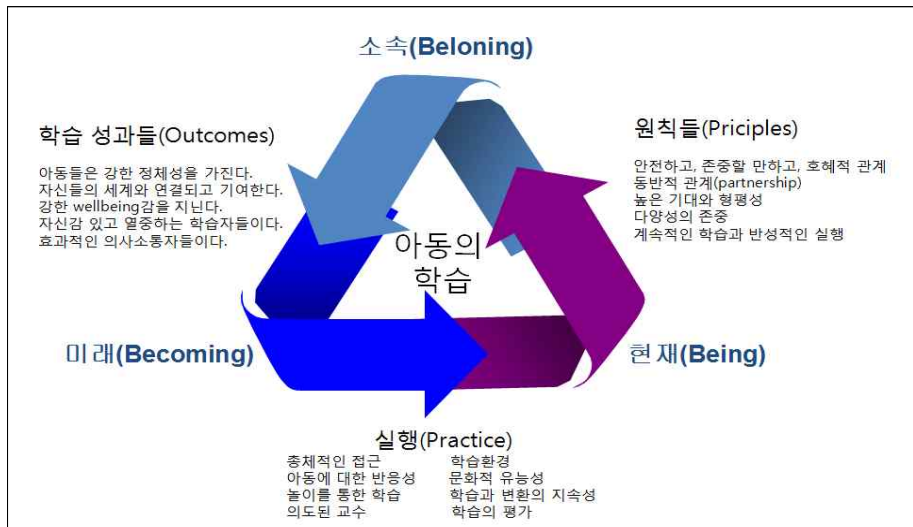 소속(Beloning)
학습 성과들(Outcomes)
아동들은 강한 정체성을 가진다.
자신들의 세계와 연결되고 기여한다.
강한 wellbeing감을 지닌다.
자신감 있고 열중하는 학습자들이다.
효과적인 의사소통자들이다.
원칙들(Priciples)
안전하고, 존중할 만하고, 호혜적 관계
동반적 관계(partnership)
높은 기대와 형평성
다양성의 존중
계속적인 학습과 반성적인 실행
아동의
학습
미래(Becoming)
현재(Being)
실행(Practice)
총체적인 접근
아동에 대한 반응성
놀이를 통한 학습
의도된 교수
학습환경
문화적 유능성
학습과 변환의 지속성
학습의 평가